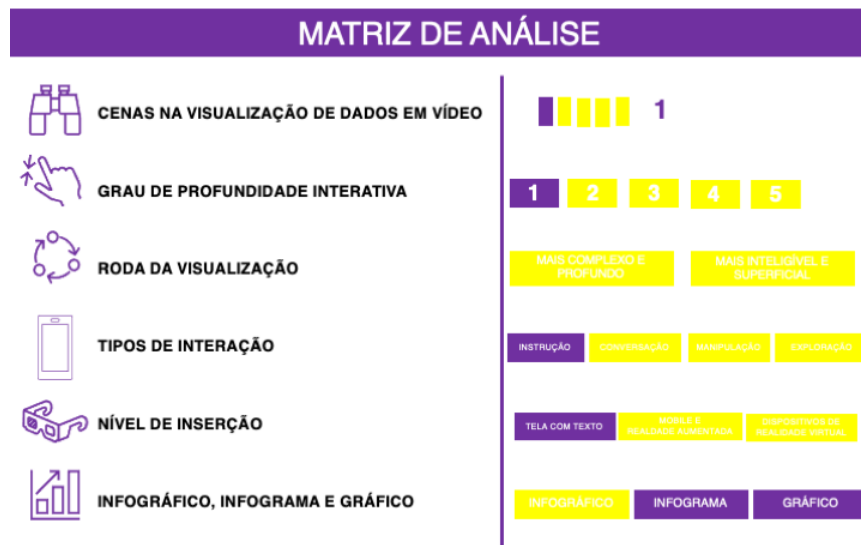 MATRIZ DE ANÁLISE
CENAS NA VISUALIZAÇÃO DE DADOS EM VÍDEO
1
GRAU DE PROFUNDIDADE INTERATIVA
1 2 3 4 5
RODA DA VISUALIZAÇÃO
MAIS COMPLEXO E
PROFUNDO
MAIS INTELIGÍVEL E
SUPERFICIAL
TIPOS DE INTERAÇÃO
INSTRUÇÃO CONVERSAÇÃO MANIPULAÇÃO EXPLORAÇÃO
NÍVEL DE INSERÇÃO
TELA COM TEXTO
MOBILE E
REALDADE AUMENTADA
DISPOSITIVOS DE
REALIDADE VIRTUAL
INFOGRÁFICO, INFOGRAMA E GRÁFICO
INFOGRÁFICO INFOGRAMA GRÁFICO